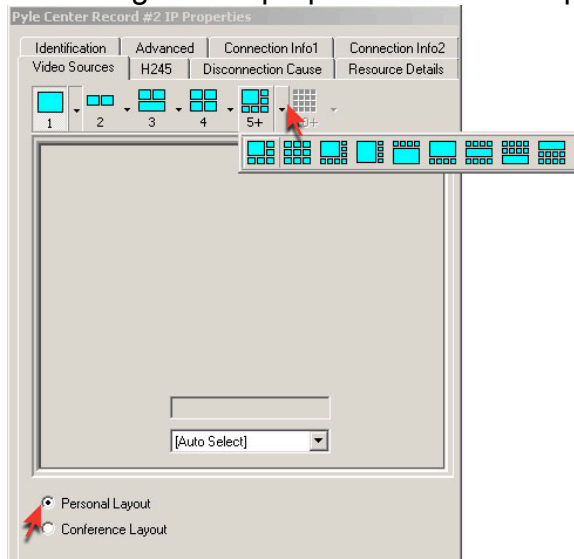 Pyle Center Record #2 IP Properties
Identification Advanced Connection Info1 Connection Info2
Video Sources H245 Disconnection Cause Resource Details
1 2 3 4 5+
[Auto Select]
Personal Layout
Conference Layout